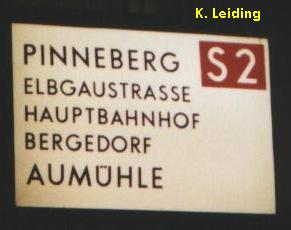 K. Leiding
PINNEBERG S2
ELBGAUSTRASSE
HAUPTBAHNHOF
BERGEDORF
AUMÜHLE